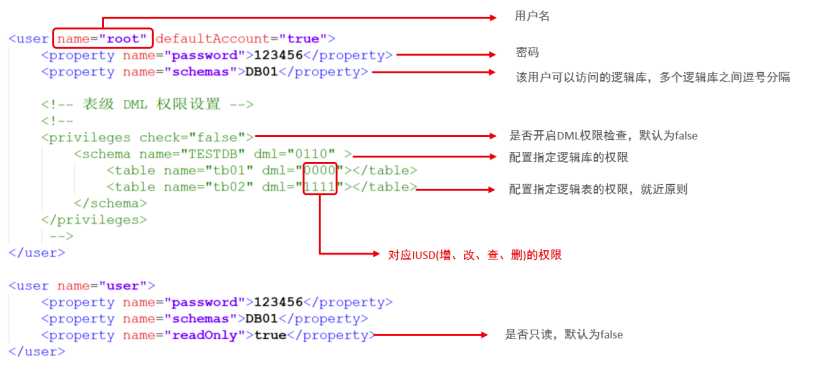 用户名
<user name="root" defaultAccount="true">
<property name="password">123456</property>
密码
<property name="schemas">DB01</property>
该用户可以访问的逻辑库，多个逻辑库之间逗号分隔
<!-- 表级 DML 权限设置 -->
<!--
<privileges check="false">
是否开启DML权限检查，默认为false
<schema name="TESTDB" dml="0110" >
配置指定逻辑库的权限
<table name="tb01" dml="0000"></table>
<table name="tb02" dml="1111"></table>
配置指定逻辑表的权限，就近原则
</schema>
</privileges>
-->
</user>
对应IUSD(增、改、查、删)的权限
<user name="user">
<property name="password">123456</property>
<property name="schemas">DB01</property>
<property name="readOnly">true</property>
是否只读，默认为false
</user>